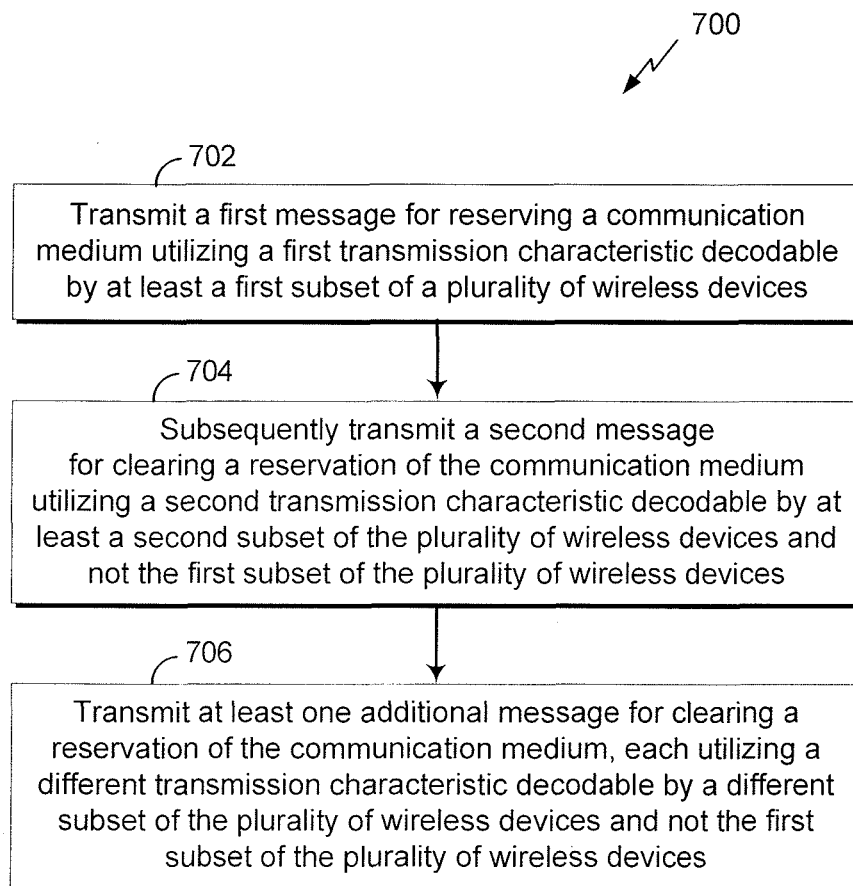 700
702
Transmit a first message for reserving a communication
medium utilizing a first transmission characteristic decodable
by at least a first subset of a plurality of wireless devices
704
Subsequently transmit a second message
for clearing a reservation of the communication medium
utilizing a second transmission characteristic decodable by at
least a second subset of the plurality of wireless devices and
not the first subset of the plurality of wireless devices
706
Transmit at least one additional message for clearing a
reservation of the communication medium, each utilizing a
different transmission characteristic decodable by a different
subset of the plurality of wireless devices and not the first
subset of the plurality of wireless devices